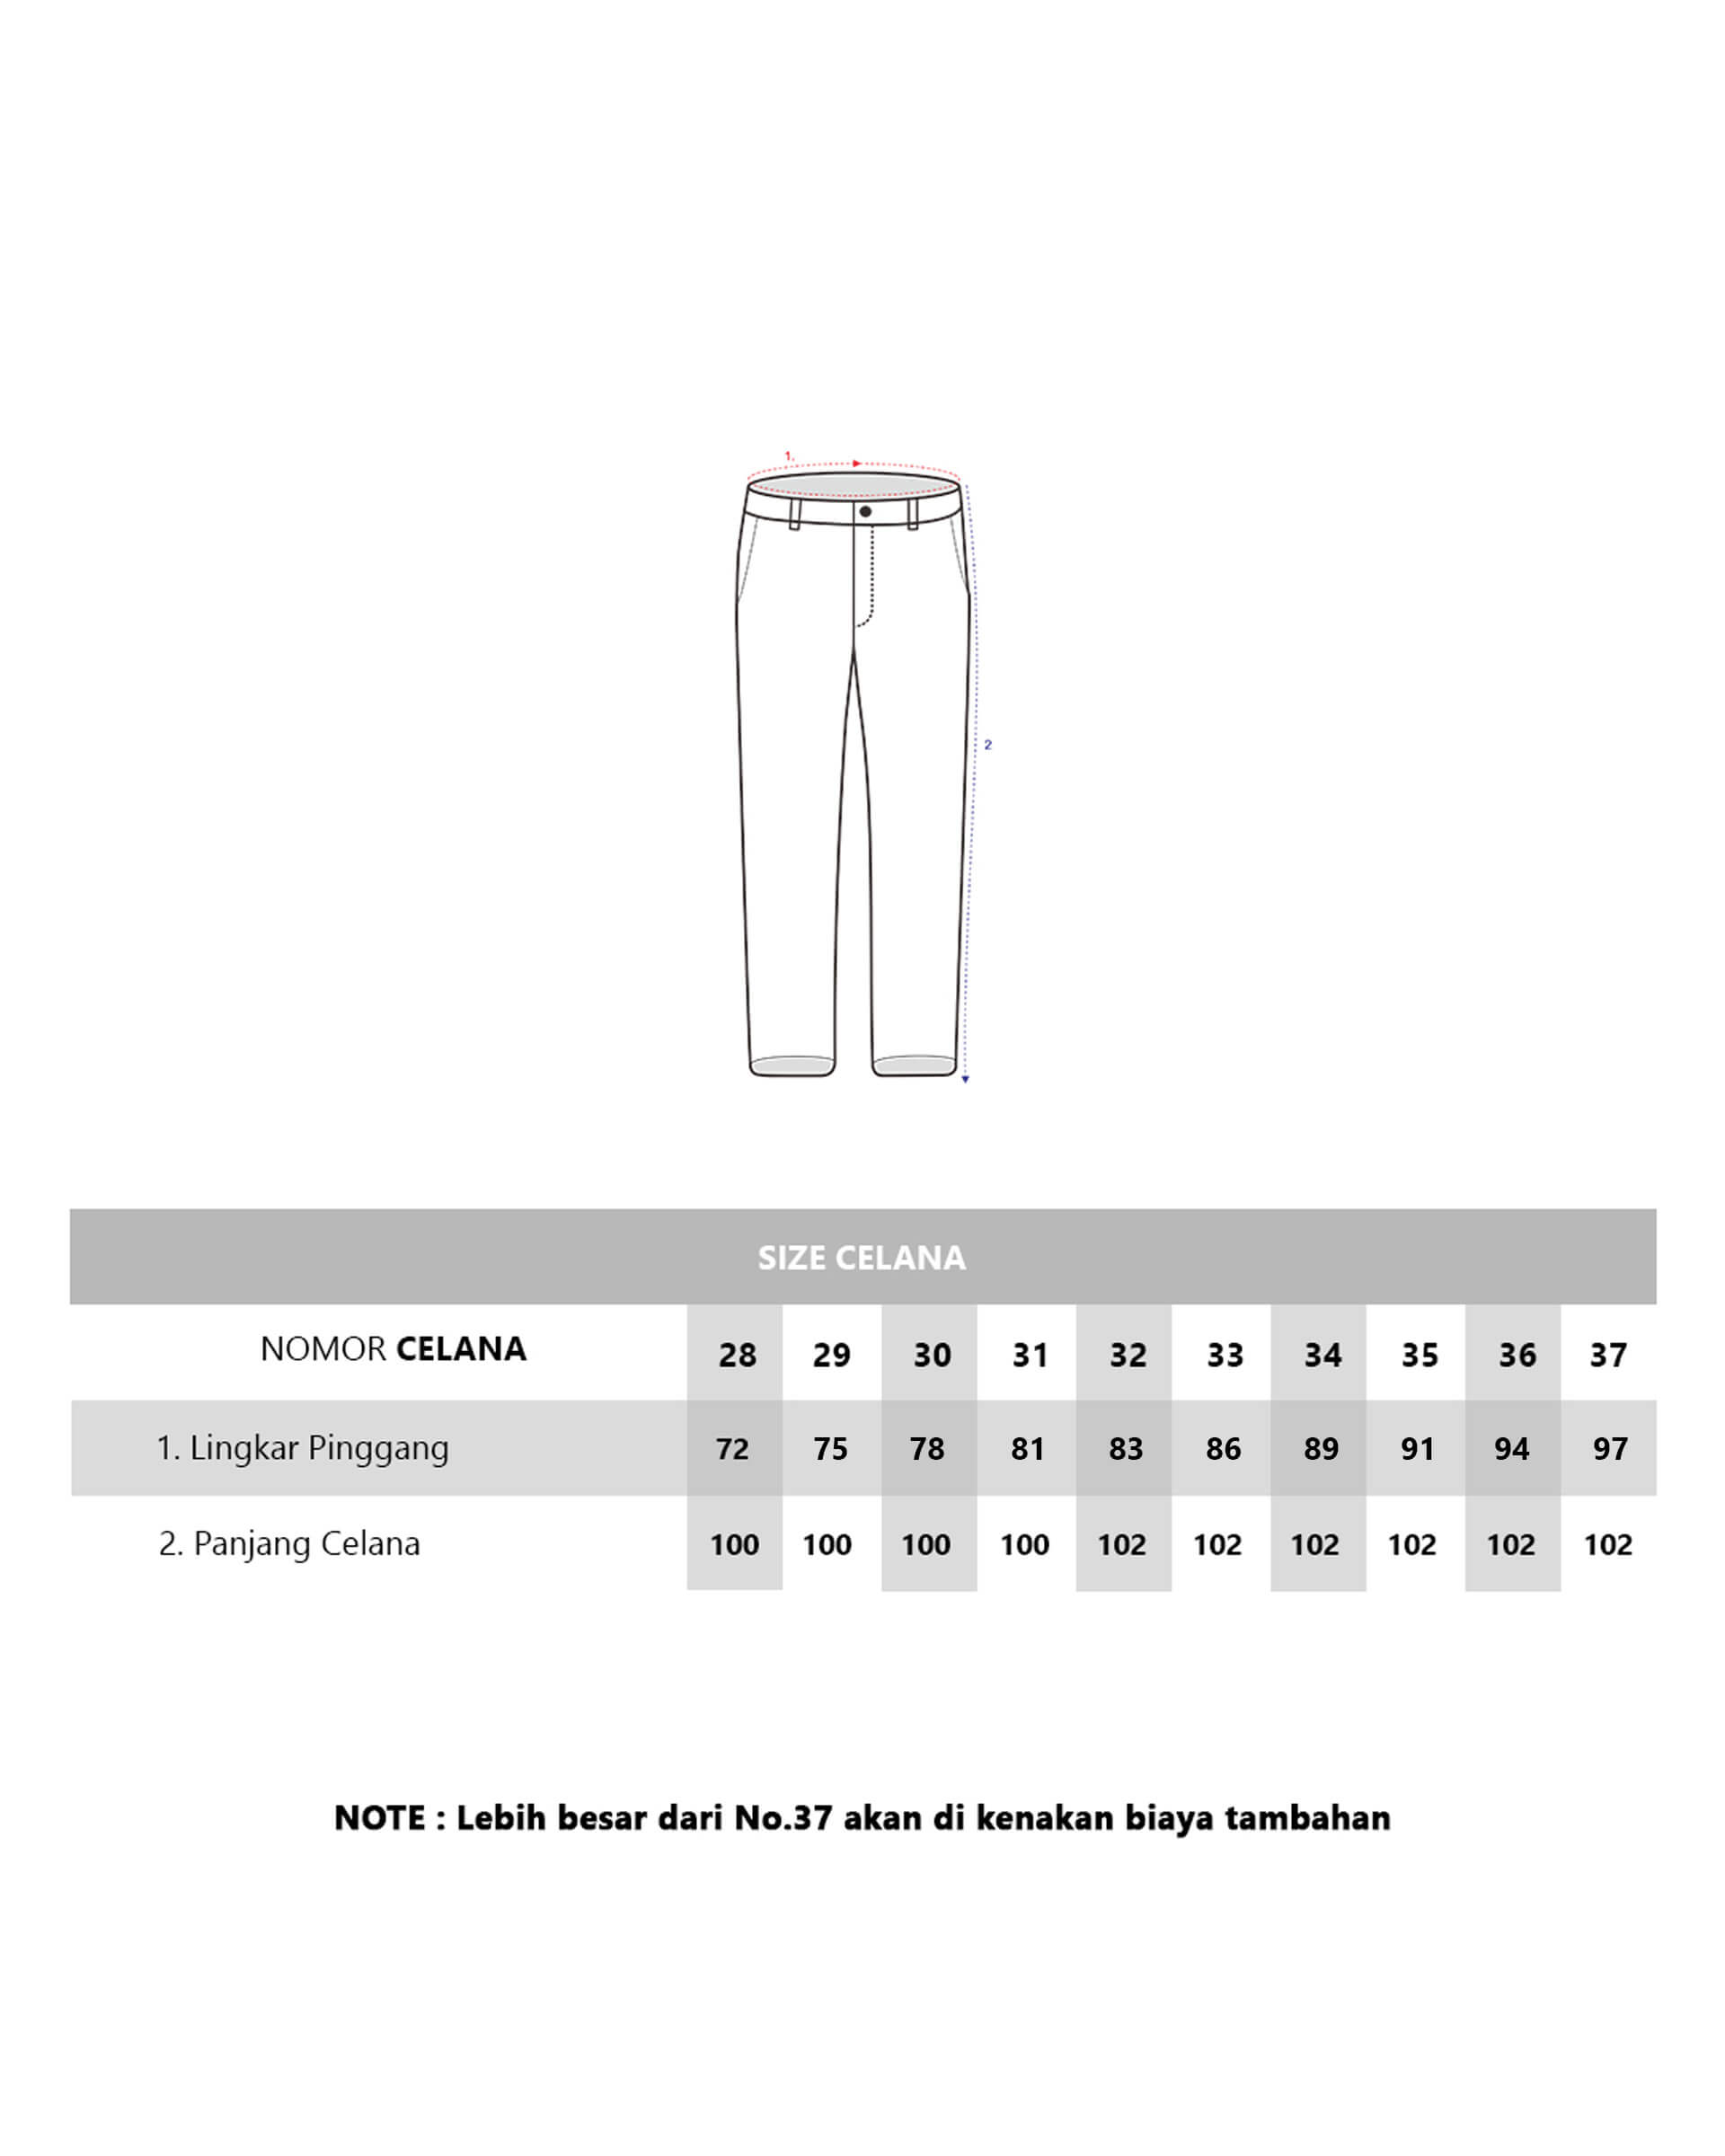 1.
2
SIZE CELANA
NOMOR CELANA 28 29 30 31 32 33 34 35 36 37
1. Lingkar Pinggang 72 75 78 81 83 86 89 91 94 97
2. Panjang Celana 100 100 100 100 102 102 102 102 102 102
NOTE : Lebih besar dari No.37 akan di kenakan biaya tambahan